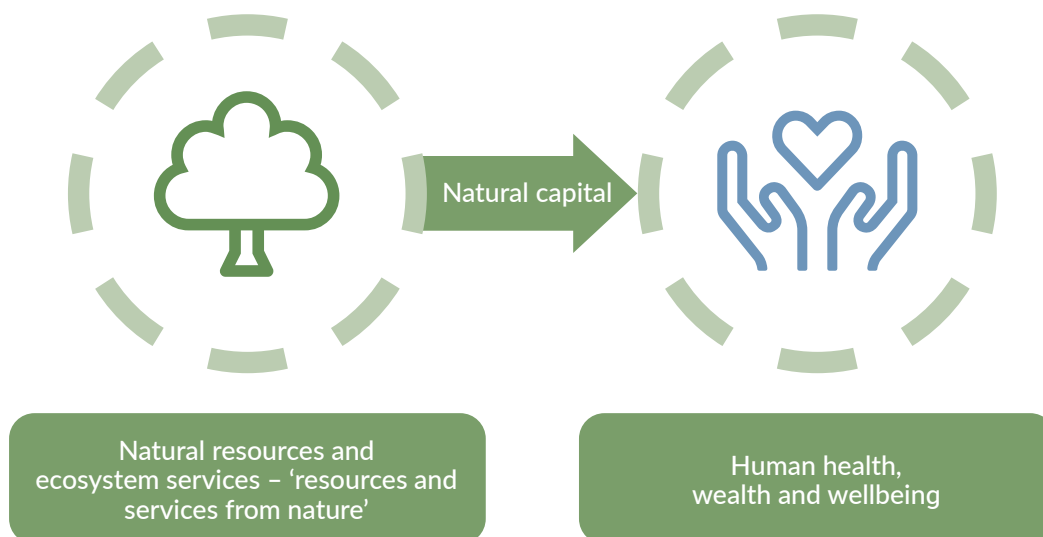 Natural capital
Natural resources and
ecosystem services – ‘resources and
services from nature’
Human health,
wealth and wellbeing